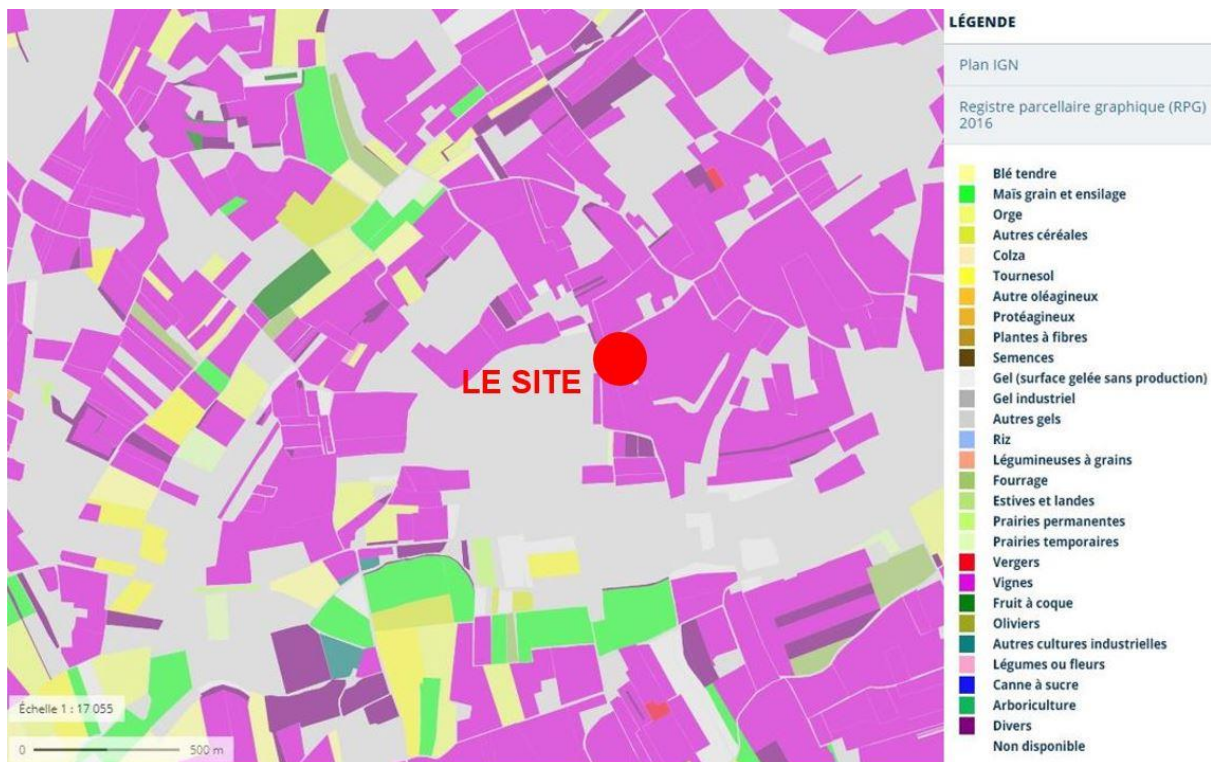 LE SITE
Échelle 1 : 17 055
0
500 m
LÉGENDE
Plan IGN
Registre parcellaire graphique (RPG)
2016
Blé tendre
Maïs grain et ensilage
Orge
Autres céréales
Colza
Tournesol
Autre oléagineux
Protéagineux
Plantes à fibres
Semences
Gel (surface gelée sans production)
Gel industriel
Autres gels
Riz
Légumineuses à grains
Fourrage
Estives et landes
Prairies permanentes
Prairies temporaires
Vergers
Vignes
Fruit à coque
Oliviers
Autres cultures industrielles
Légumes ou fleurs
Canne à sucre
Arboriculture
Divers
Non disponible